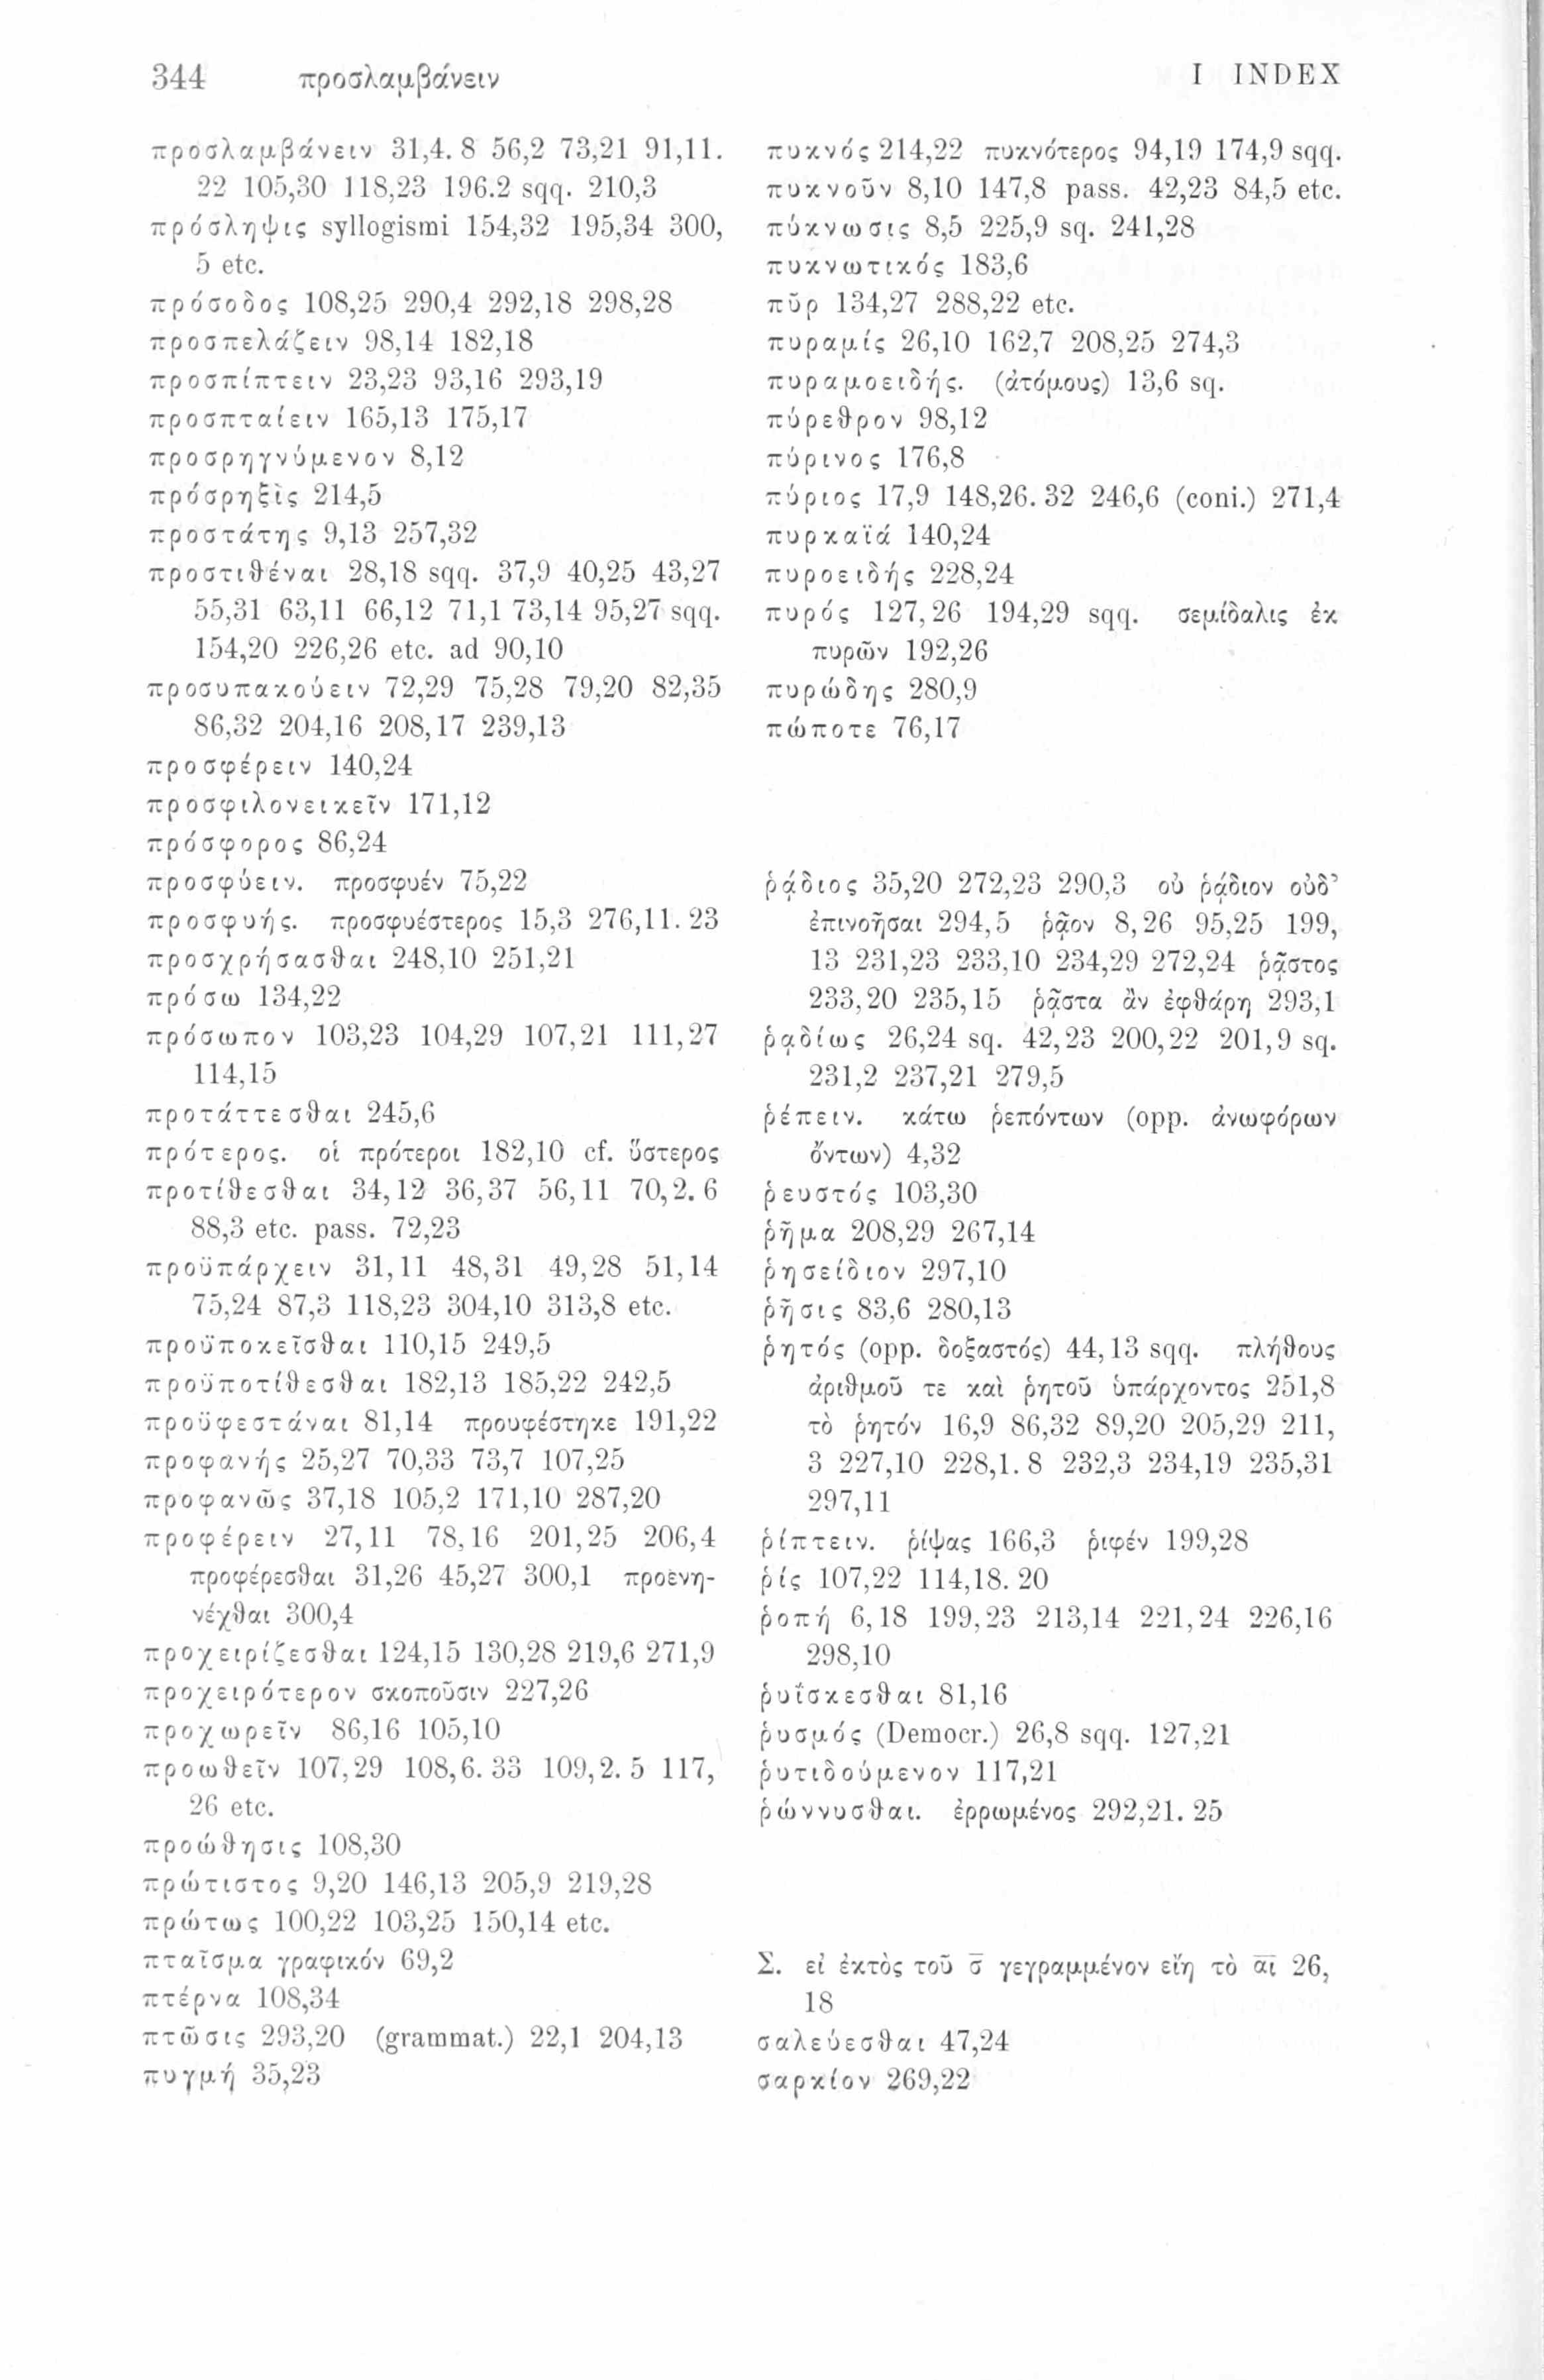 344 προσλαμβάνειν I INDEX
προσλαμβάνειν 31,4. 8 56,2 73,21 91,11.
22 105,30 118,23 196.2 sqq. 210,3
πρόσληψις syllogismi 154,32 195,34 300,
5 etc.
πρόσοδος 108,25 290,4 292,18 298,28
προσπελάζειν 98,14 182,18
προσπίπτειν 23,23 93,16 293,19
προσπταίειν 165,13 175,17
προσρηγνύμενον 8,12
πρόσρηξὶς 214,5
προστάτης 9,13 257,32
προστιθέναι 28,18 sqq. 37,9 40,25 43,27
55,31 63,11 66,12 71,1 73,14 95,27 sqq.
154,20 226,26 etc. ad 90,10
προσυπακούειν 72,29 75,28 79,20 82,35
86,32 204,16 208,17 239,13
προσφέρειν 140,24
προσφιλονεικεῖν 171,12
πρόσφορος 86,24
προσφύειν. προσφυέν 75,22
προσφυής. προσφυέστερος 15,3 276,11. 23
προσχρήσασθαι 248,10 251,21
πρόσω 134,22
πρόσωπον 103,23 104,29 107,21 111,27
114,15
προτάττεσθαι 245,6
πρότερος. οἱ πρότεροι 182,10 cf. ὕστερος
προτίθεσθαι 34,12 36,37 56,11 70,2. 6
88,3 etc. pass. 72,23
προϋπάρχειν 31,11 48,31 49,28 51,14
75,24 87,3 118,23 304,10 313,8 etc.
προϋποκεῖσθαι 110,15 249,5
προϋποτίθεσθαι 182,13 185,22 242,5
προϋφεστάναι 81,14 προυφέστηκε 191,22
προφανής 25,27 70,33 73,7 107,25
προφανῶς 37,18 105,2 171,10 287,20
προφέρειν 27,11 78,16 201,25 206,4
προφέρεσθαι 31,26 45,27 300,1 προενη-
νέχθαι 300,4
προχειρίζεσθαι 124,15 130,28 219,6 271,9
προχειρότερον σκοποῦσιν 227,26
προχωρεῖν 86,16 105,10
προωθεῖν 107,29 108,6. 33 109,2. 5 117,
26 etc.
προώθησις 108,30
πρώτιστος 9,20 146,13 205,9 219,28
πρώτως 100,22 103,25 150,14 etc.
πταῖσμα γραφικόν 69,2
πτέρνα 108,34
πτῶσις 293,20 (grammat.) 22,1 204,13
πυγμή 35,23
πυκνός 214,22 πυκνότερος 94,19 174,9 sqq.
πυκνοῦν 8,10 147,8 pass. 42,23 84,5 etc.
πύκνωσις 8,5 225,9 sq. 241,28
πυκνωτικός 183,6
πῦρ 134,27 288,22 etc.
πυραμίς 26,10 162,7 208,25 274,3
πυραμοειδής. (ἀτόμους) 13,6 sq.
πύρεθρον 98,12
πύρινος 176,8
πύριος 17,9 148,26. 32 246,6 (coni.) 271,4
πυρκαϊά 140,24
πυροειδής 228,24
πυρός 127,26 194,29 sqq. σεμίδαλις ἐκ
πυρῶν 192,26
πυρώδης 280,9
πώποτε 76,17
ῥᾴδιος 35,20 272,23 290,3 οὐ ῥᾴδιον οὐδ’
ἐπινοῆσαι 294,5 ῥᾷον 8,26 95,25 199,
13 231,23 233,10 234,29 272,24 ῥᾷστος
233,20 235,15 ῥᾷστα ἂν ἐφθάρη 293,1
ῥᾳδίως 26,24 sq. 42,23 200,22 201,9 sq.
231,2 237,21 279,5
ῥέπειν. κάτω ῥεπόντων (opp. ἀνωφόρων
ὄντων) 4,32
ῥευστός 103,30
ῥῆμα 208,29 267,14
ῥησείδιον 297,10
ῥῆσις 83,6 280,13
ῥητός (opp. δοξαστός) 44,13 sqq. πλήθους
ἀριθμοῦ τε καὶ ῥητοῦ ὑπάρχοντος 251,8
τὸ ῥητόν 16,9 86,32 89,20 205,29 211,
3 227,10 228,1. 8 232,3 234,19 235,31
297,11
ῥίπτειν. ῥίψας 166,3 ῥιφέν 199,28
ῥίς 107,22 114,18. 20
ῥοπή 6,18 199,23 213,14 221,24 226,16
298,10
ῥυΐσκεσθαι 81,16
ῥυσμός (Democr.) 26,8 sqq. 127,21
ῥυτιδούμενον 117,21
ῥώννυσθαι. ἐρρωμένος 292,21. 25
Σ. εἰ ἐκτὸς τοῦ σ̄ γεγραμμένον εἴη τὸ α̅ι̅ 26,
18
σαλεύεσθαι 47,24
σαρκίον 269,22